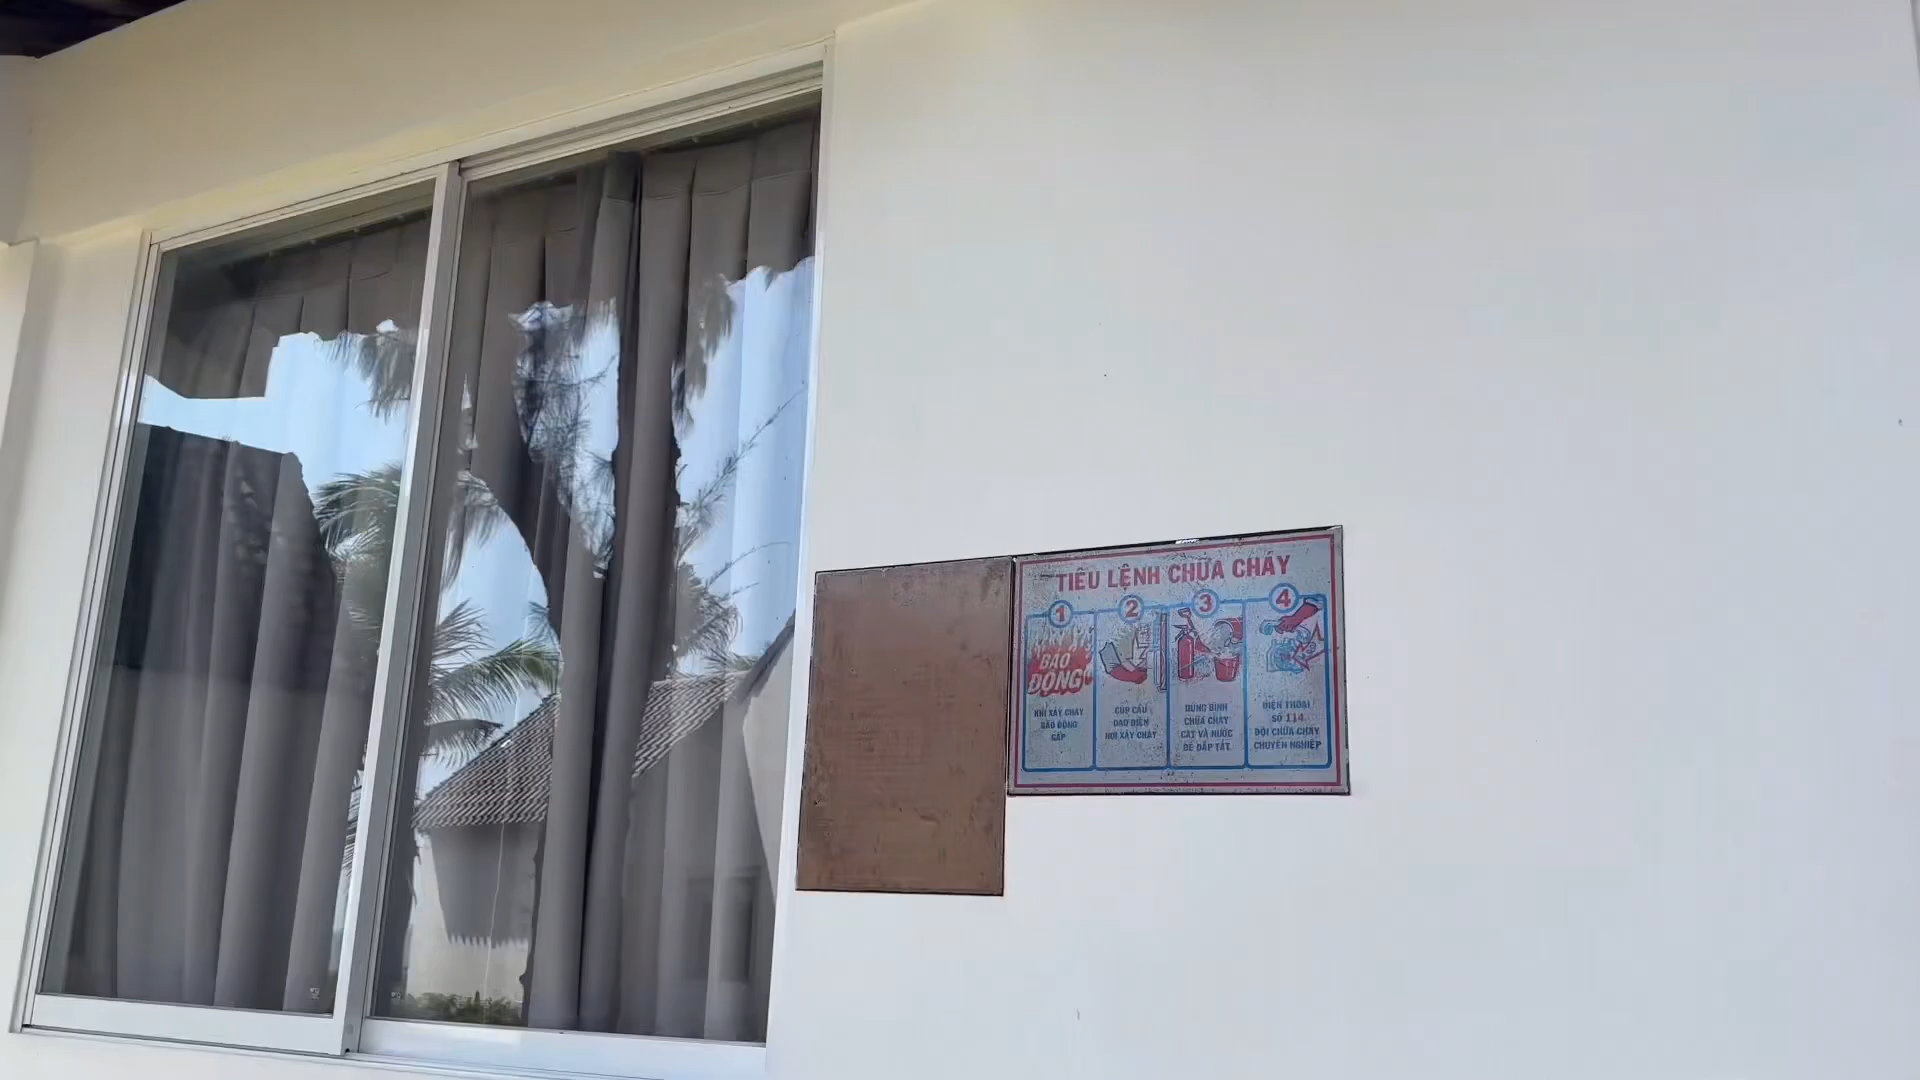 TIÊU LỆNH CHỮA CHÁY
1
2
3
4
BÁO
ĐỘNG
KHI XẢY CHÁY
BÁO ĐỘNG
GẤP
CÚP CẦU
DAO ĐIỆN
NƠI XẢY CHÁY
DÙNG BÌNH
CHỮA CHÁY
CÁT VÀ NƯỚC
ĐỂ DẬP TẮT
ĐIỆN THOẠI
SỐ 114
ĐỘI CHỮA CHÁY
CHUYÊN NGHIỆP